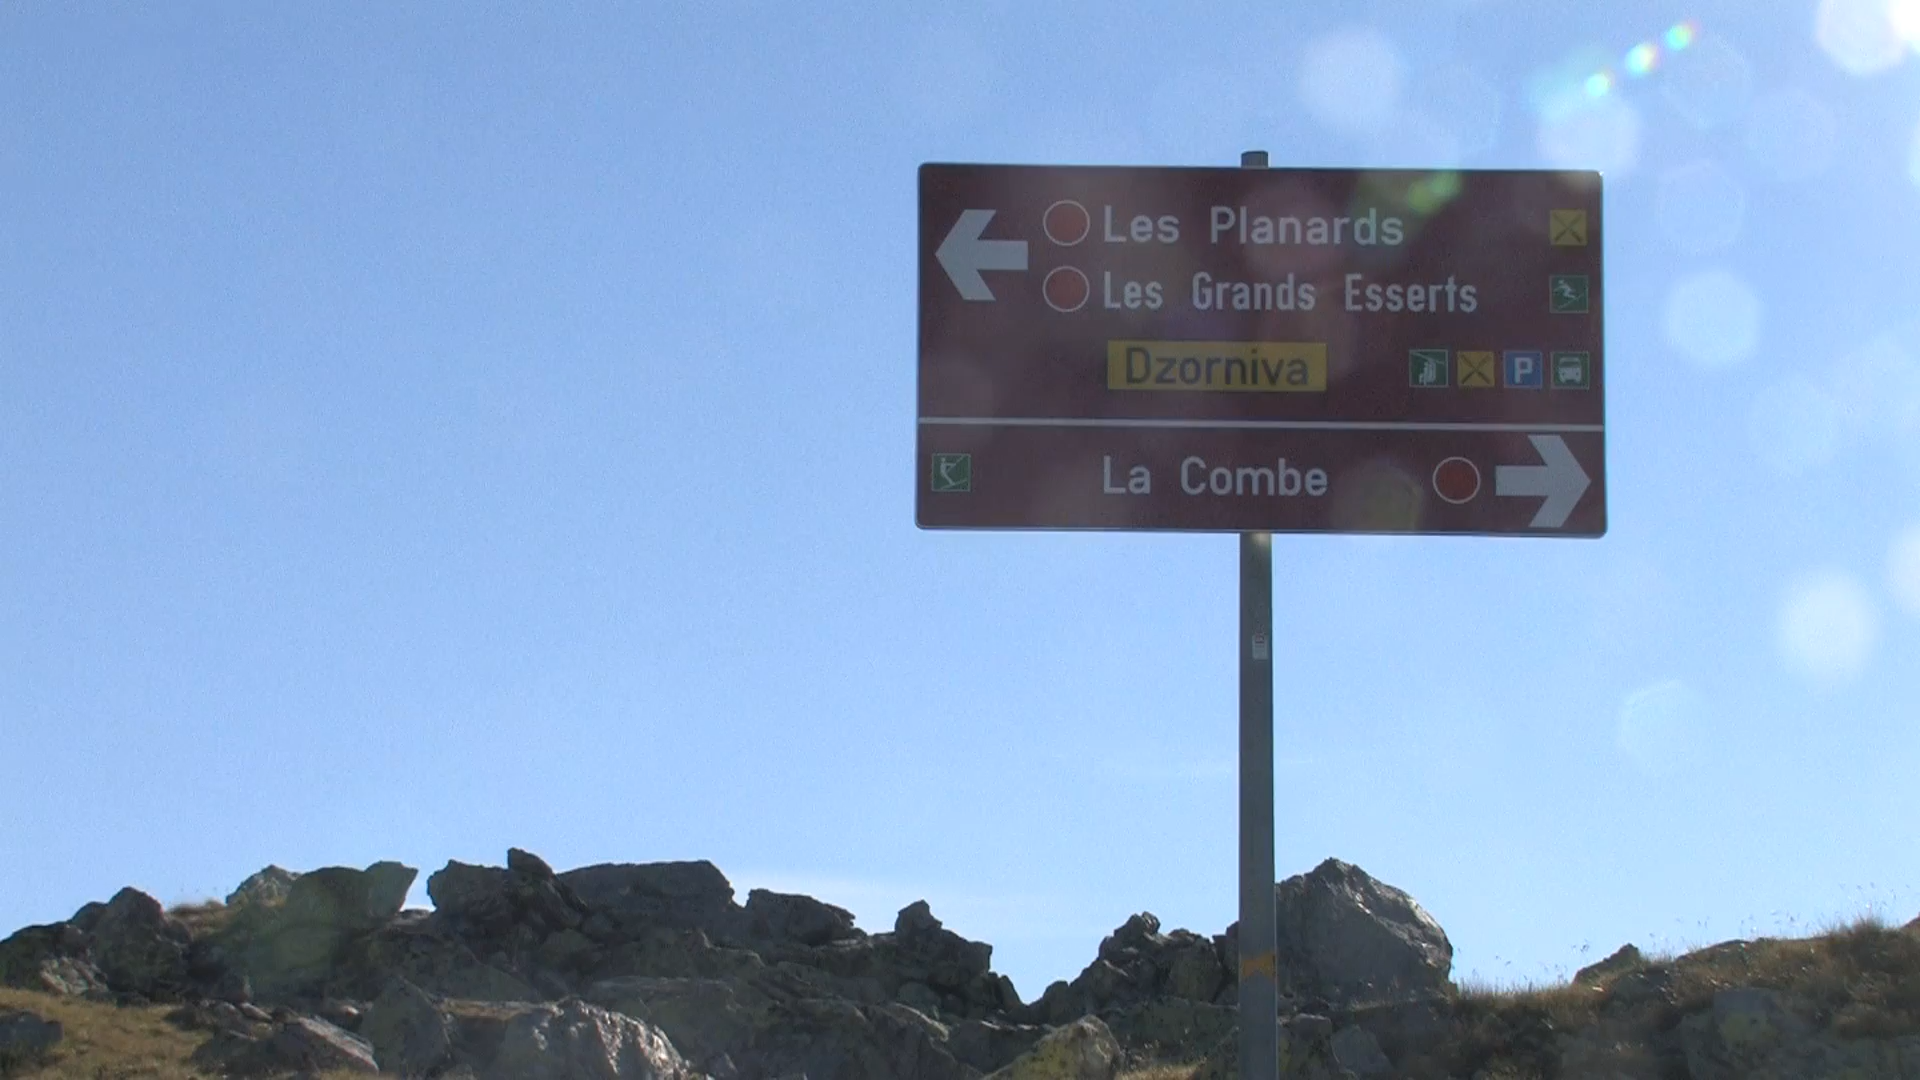 Les Planards
Les Grands Esserts
Dzorniva
P
La Combe